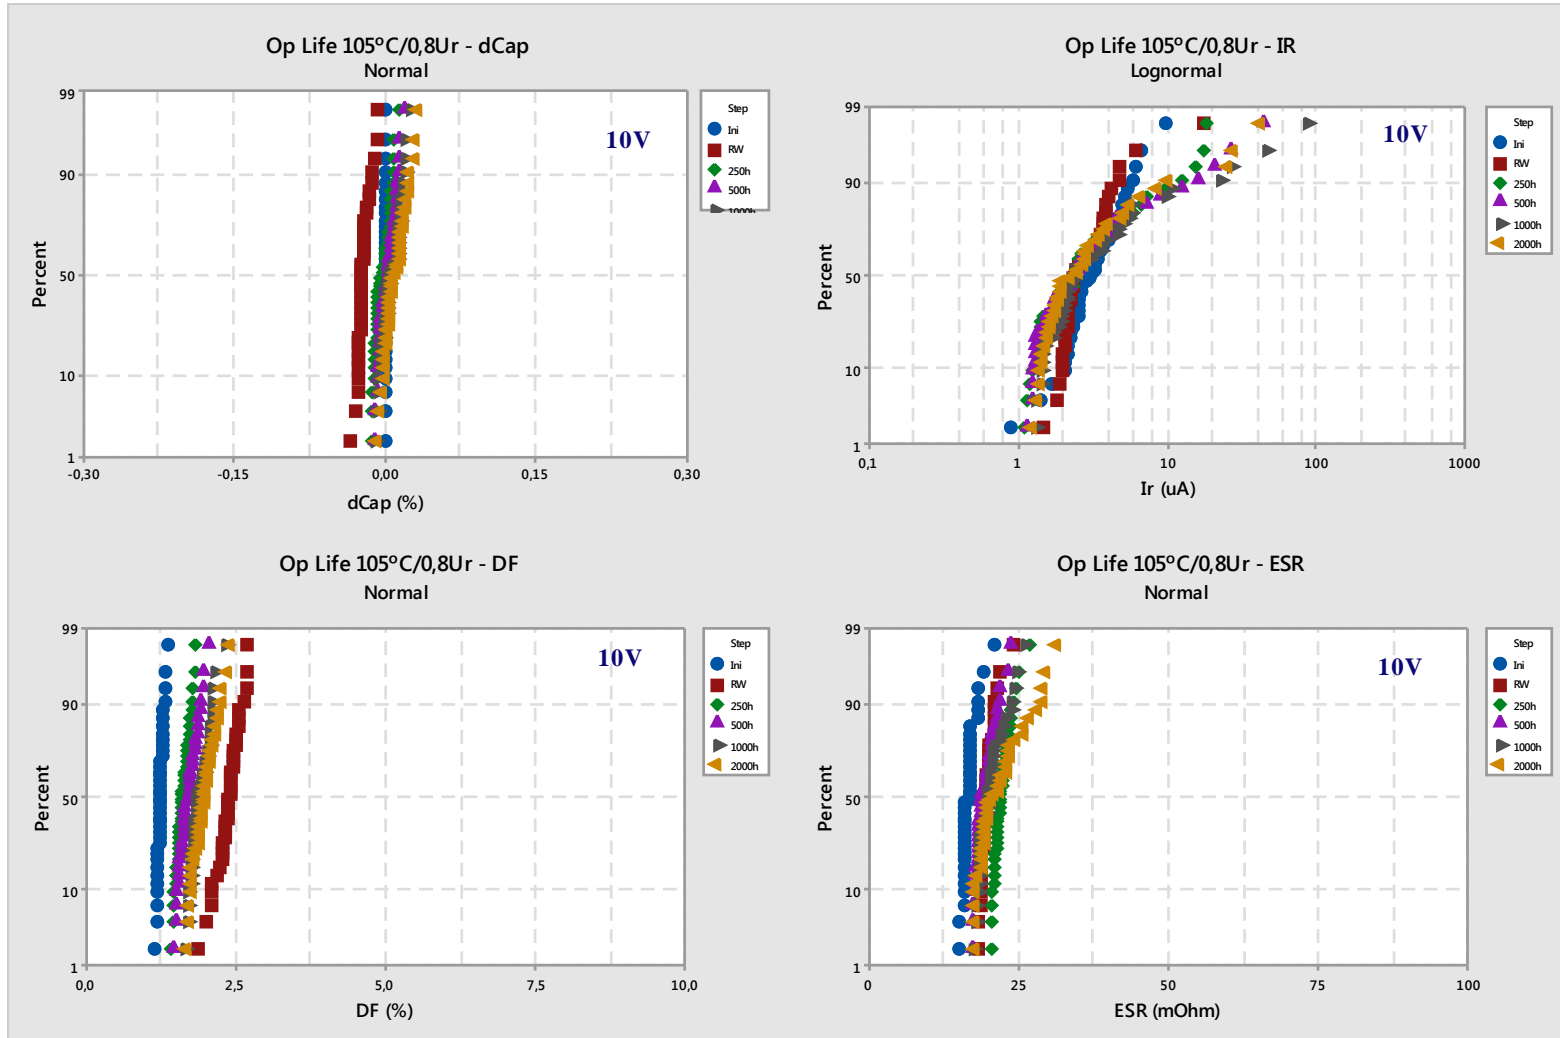 Op Life 105ºC/0,8Ur - dCap
Normal
99
90
50
10
1
Percent
-0,30
-0,15
0,00
0,15
0,30
dCap (%)
10V
Step
Ini
RW
250h
500h
1000h
Op Life 105ºC/0,8Ur - IR
Lognormal
99
90
50
10
1
Percent
0,1
1
10
100
1000
Ir (uA)
10V
Step
Ini
RW
250h
500h
1000h
2000h
Op Life 105ºC/0,8Ur - DF
Normal
99
90
50
10
1
Percent
0,0
2,5
5,0
7,5
10,0
DF (%)
10V
Step
Ini
RW
250h
500h
1000h
2000h
Op Life 105ºC/0,8Ur - ESR
Normal
99
90
50
10
1
Percent
0
25
50
75
100
ESR (mOhm)
10V
Step
Ini
RW
250h
500h
1000h
2000h